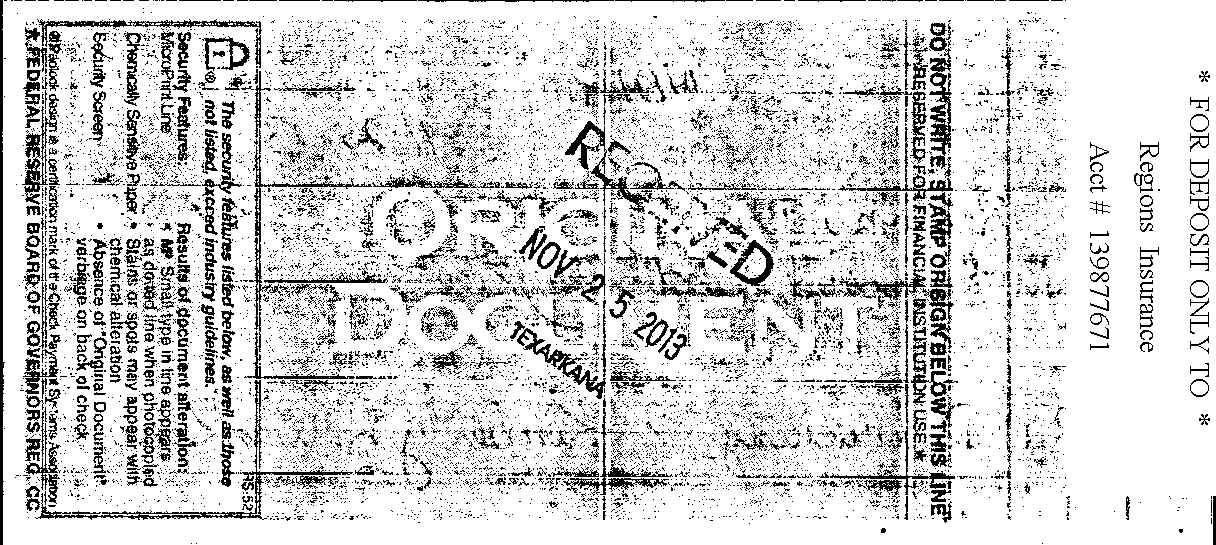 * FOR DEPOSIT ONLY TO *
Regions Insurance
Acct # 139877671
DO NOT WRITE, STAMP OR SIGN BELOW THIS LINE
RESERVED FOR FINANCIAL INSTITUTION USE *
RECEIVED
NOV 25 2013
TEXARKANA
ORIGINAL
DOCUMENT
The security features listed below, as well as those
not listed, exceed industry guidelines.
Security Features:
Results of document alteration:
MicroPrint Line
• MP Small type in line appears
as dotted line when photocopied
Chemically Sensitive Paper
• Stains or spots may appear with
chemical alteration
Security Screen
• Absence of "Original Document"
verbiage on back of check
Padlock design is a certification mark of the Check Payment Systems Association
* FEDERAL RESERVE BOARD OF GOVERNORS REG. CC